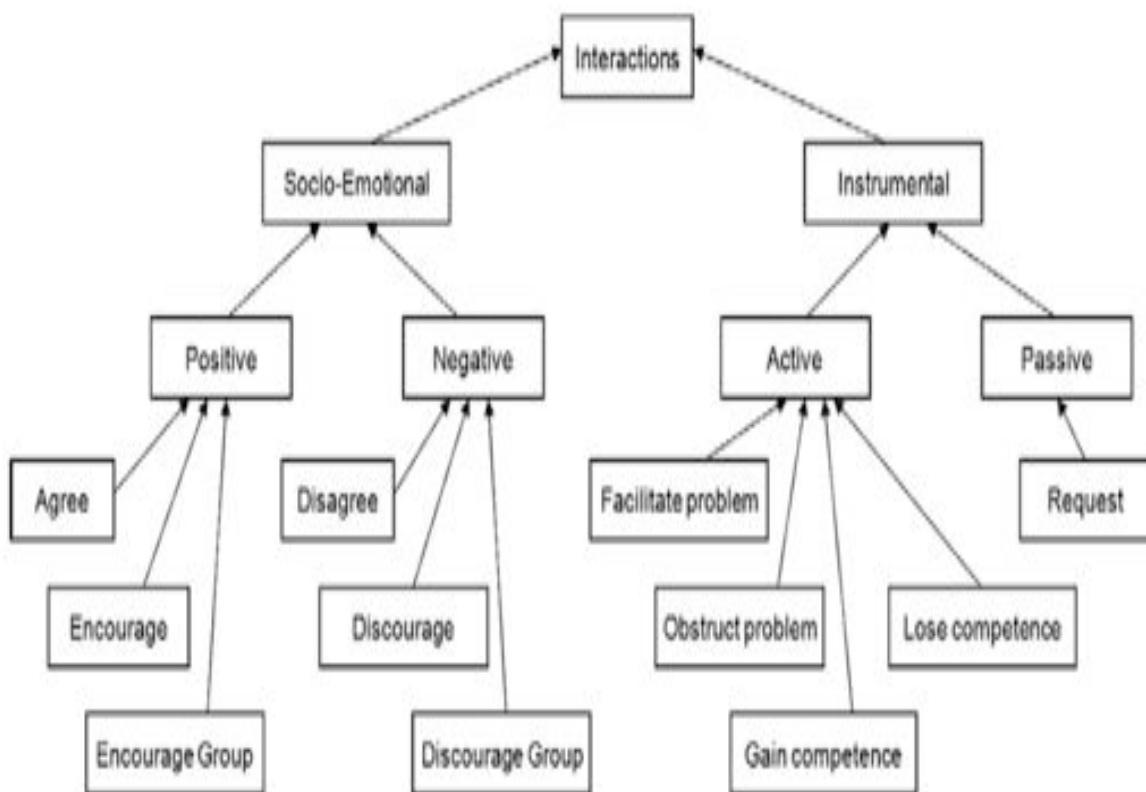 Interactions
Socio-Emotional
Instrumental
Positive
Negative
Active
Passive
Agree
Disagree
Facilitate problem
Request
Encourage
Discourage
Obstruct problem
Lose competence
Encourage Group
Discourage Group
Gain competence